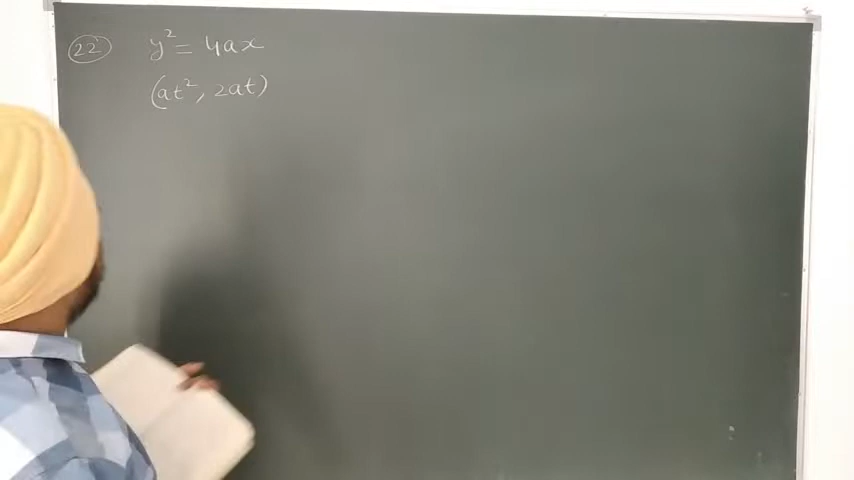 22 y² = 4ax
(at², 2at)